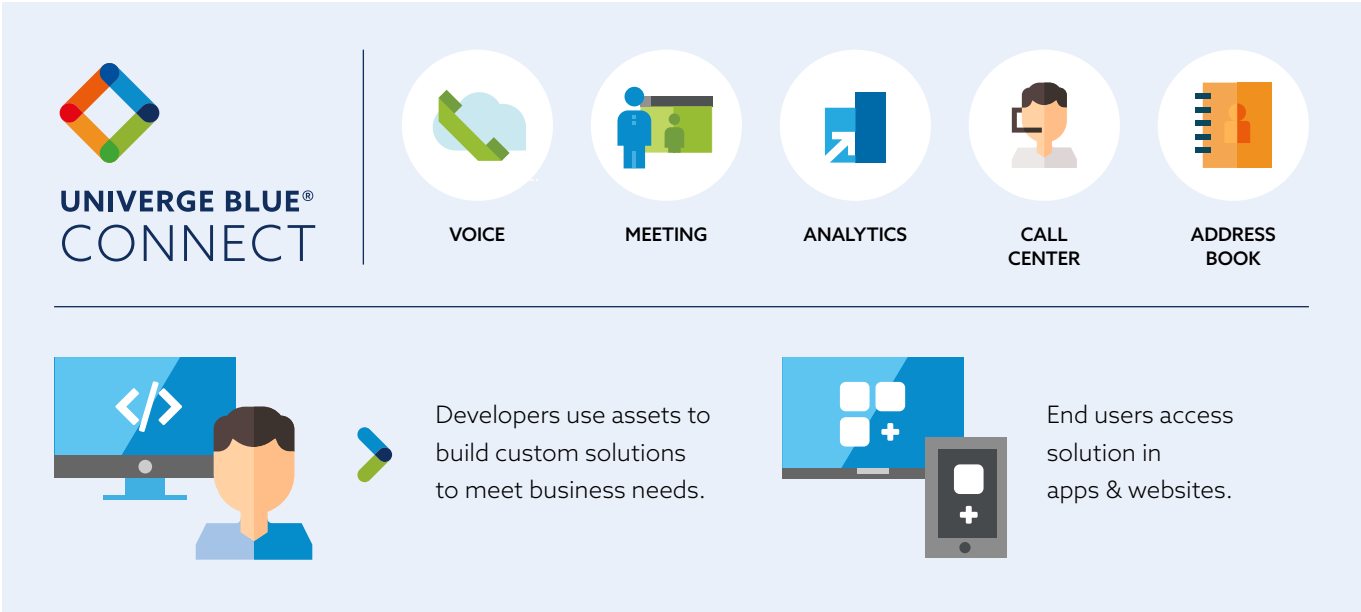 UNIVERGE BLUE®
CONNECT
VOICE
MEETING
ANALYTICS
CALL
CENTER
ADDRESS
BOOK
</>
Developers use assets to
build custom solutions
to meet business needs.
End users access
solution in
apps & websites.